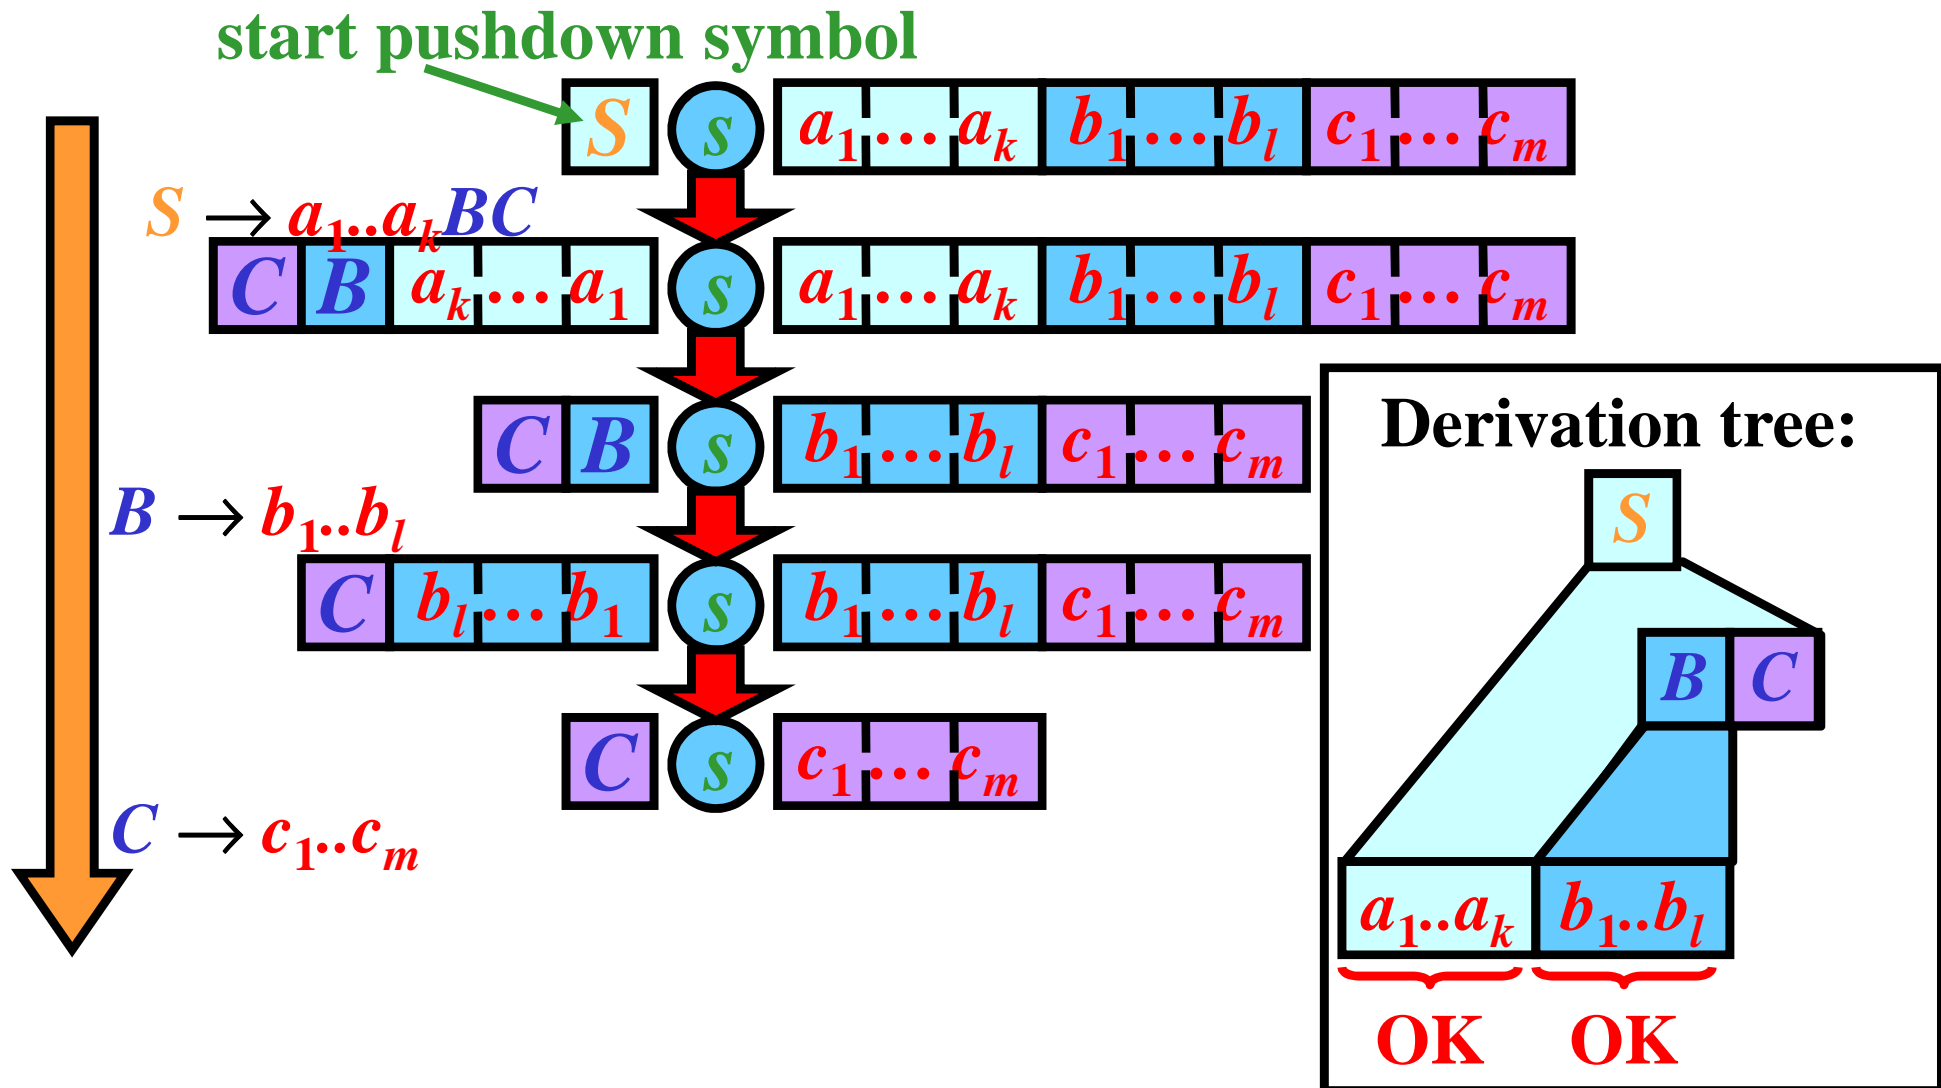 start pushdown symbol
S s a₁ … aₖ b₁ … bₗ c₁ … cₘ
S → a₁..aₖBC
C B aₖ … a₁ s a₁ … aₖ b₁ … bₗ c₁ … cₘ
C B s b₁ … bₗ c₁ … cₘ
B → b₁..bₗ
C bₗ … b₁ s b₁ … bₗ c₁ … cₘ
C s c₁ … cₘ
C → c₁..cₘ
Derivation tree:
S
B C
a₁..aₖ b₁..bₗ
OK OK